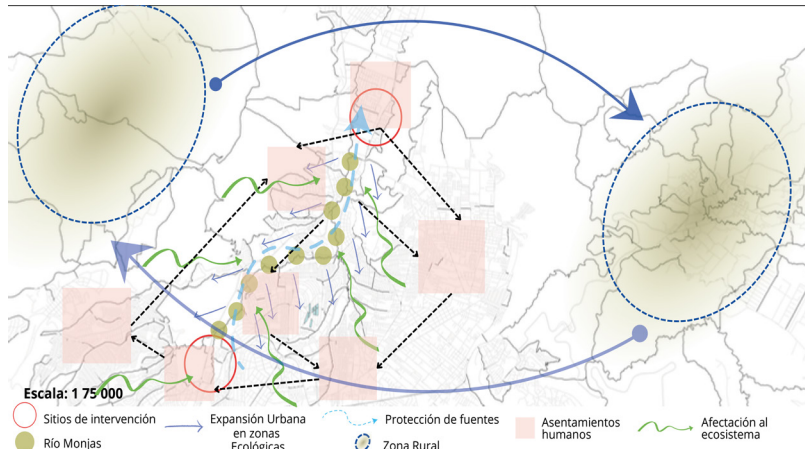 Escala: 1 75 000
Sitios de intervención
Expansión Urbana
en zonas
Ecológicas
Protección de fuentes
Asentamientos
humanos
Afectación al
ecosistema
Río Monjas
Zona Rural